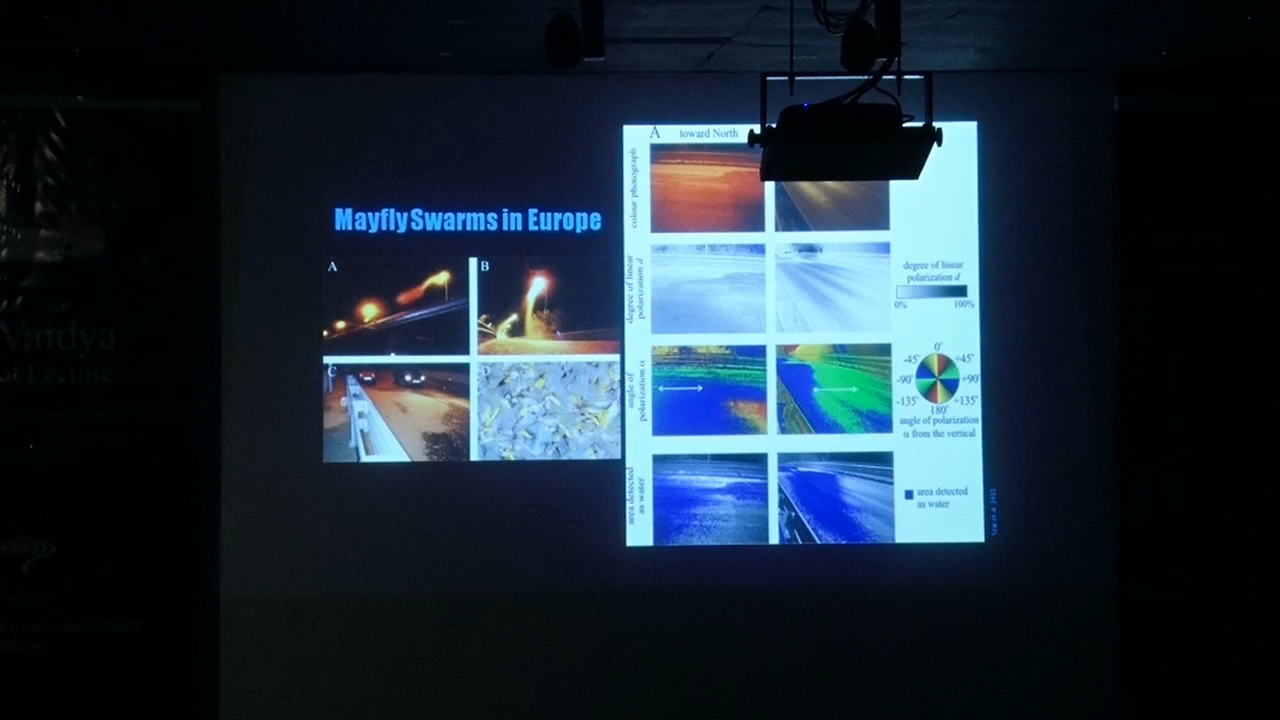 Vaidya
Lecture
Mayfly Swarms in Europe
A
B
C
D
A toward North
colour photograph
degree of linear
polarization d
angle of
polarization α
area detected
as water
degree of linear
polarization d
0% 100%
0°
-45° +45°
-90° +90°
-135° +135°
180°
angle of polarization
α from the vertical
area detected
as water